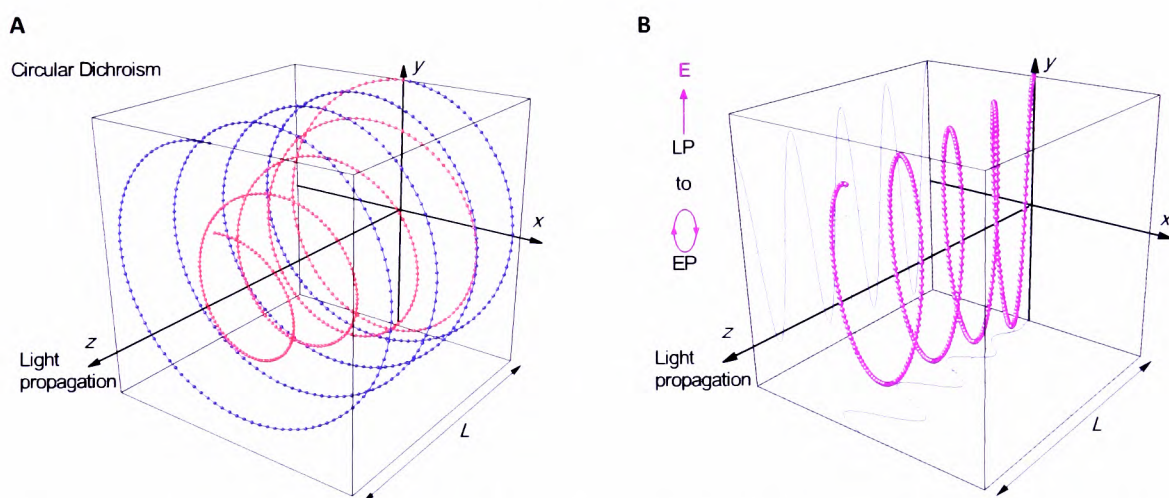 A
Circular Dichroism
y
x
z
Light
propagation
L
B
E
LP
to
EP
y
x
z
Light
propagation
L